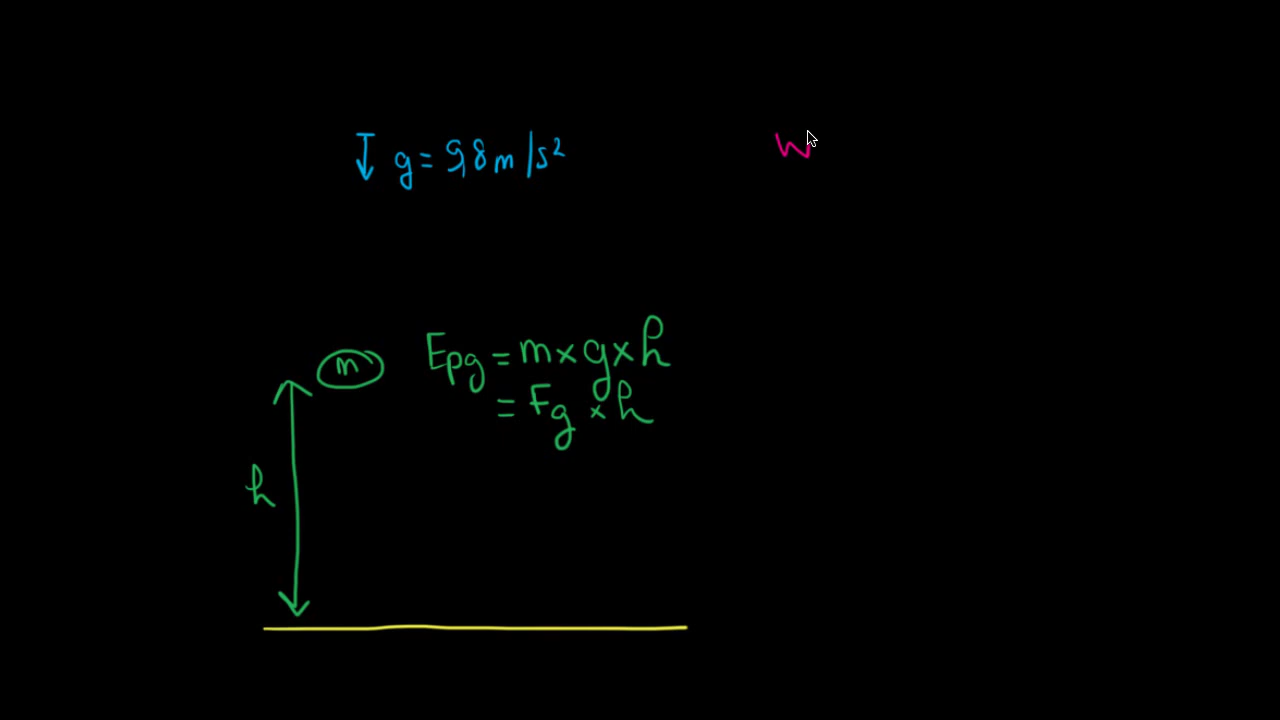 g = 9,8 m/s²
W
m
Epg = m x g x h
= Fg x h
h